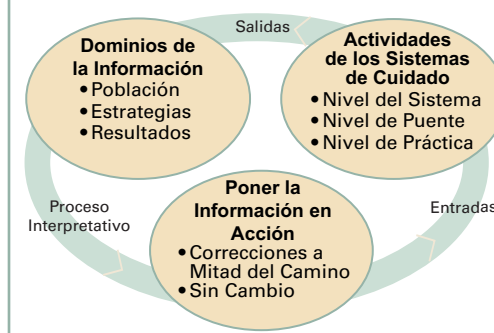 Salidas
Dominios de
la Información
• Población
• Estrategias
• Resultados
Actividades
de los Sistemas
de Cuidado
• Nivel del Sistema
• Nivel de Puente
• Nivel de Práctica
Proceso
Interpretativo
Poner la
Información en
Acción
• Correcciones a
Mitad del Camino
• Sin Cambio
Entradas